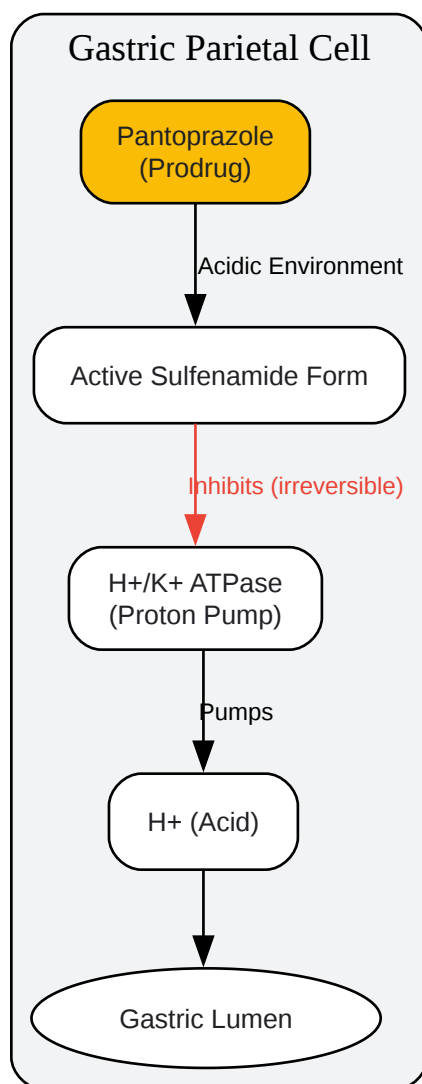 Gastric Parietal Cell
Pantoprazole
(Prodrug)
Acidic Environment
Active Sulfenamide Form
Inhibits (irreversible)
H+/K+ ATPase
(Proton Pump)
Pumps
H+ (Acid)
Gastric Lumen